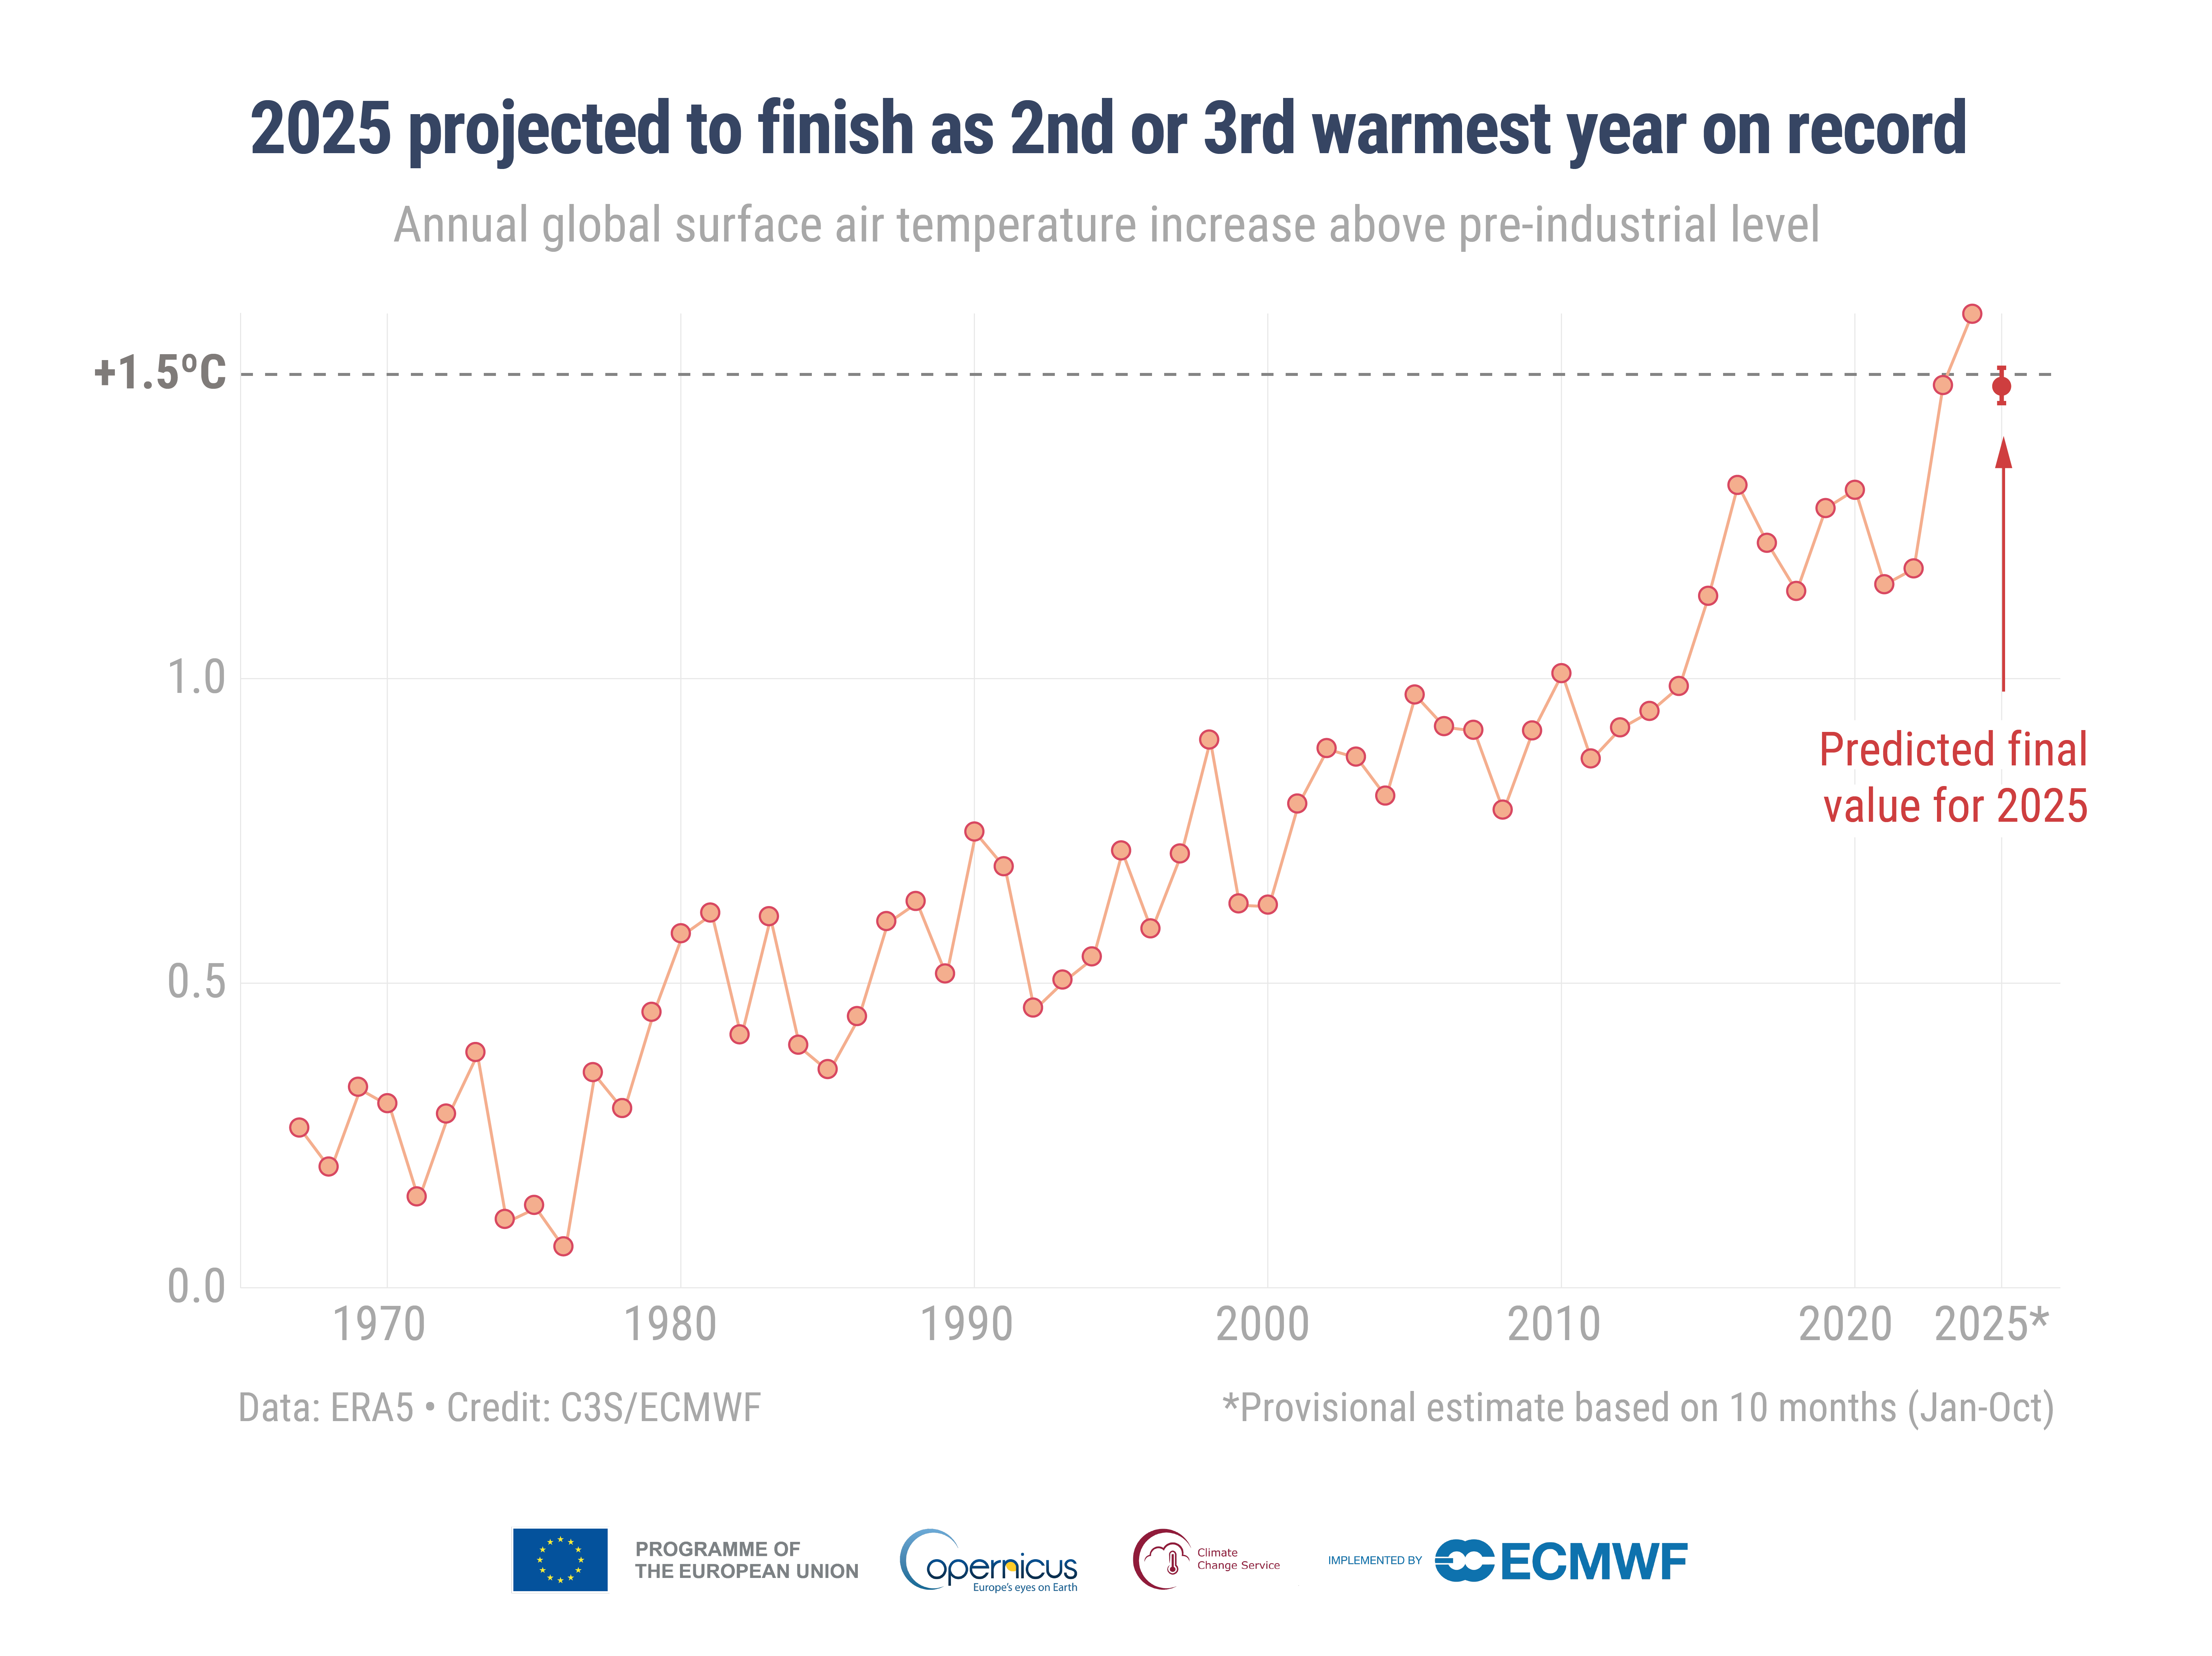 2025 projected to finish as 2nd or 3rd warmest year on record
Annual global surface air temperature increase above pre-industrial level
+1.5ºC
1.0
0.5
0.0
Predicted final
value for 2025
1970 1980 1990 2000 2010 2020 2025*
Data: ERA5 • Credit: C3S/ECMWF
*Provisional estimate based on 10 months (Jan-Oct)
PROGRAMME OF
THE EUROPEAN UNION
opernicus
Europe's eyes on Earth
Climate
Change Service
IMPLEMENTED BY
ECMWF